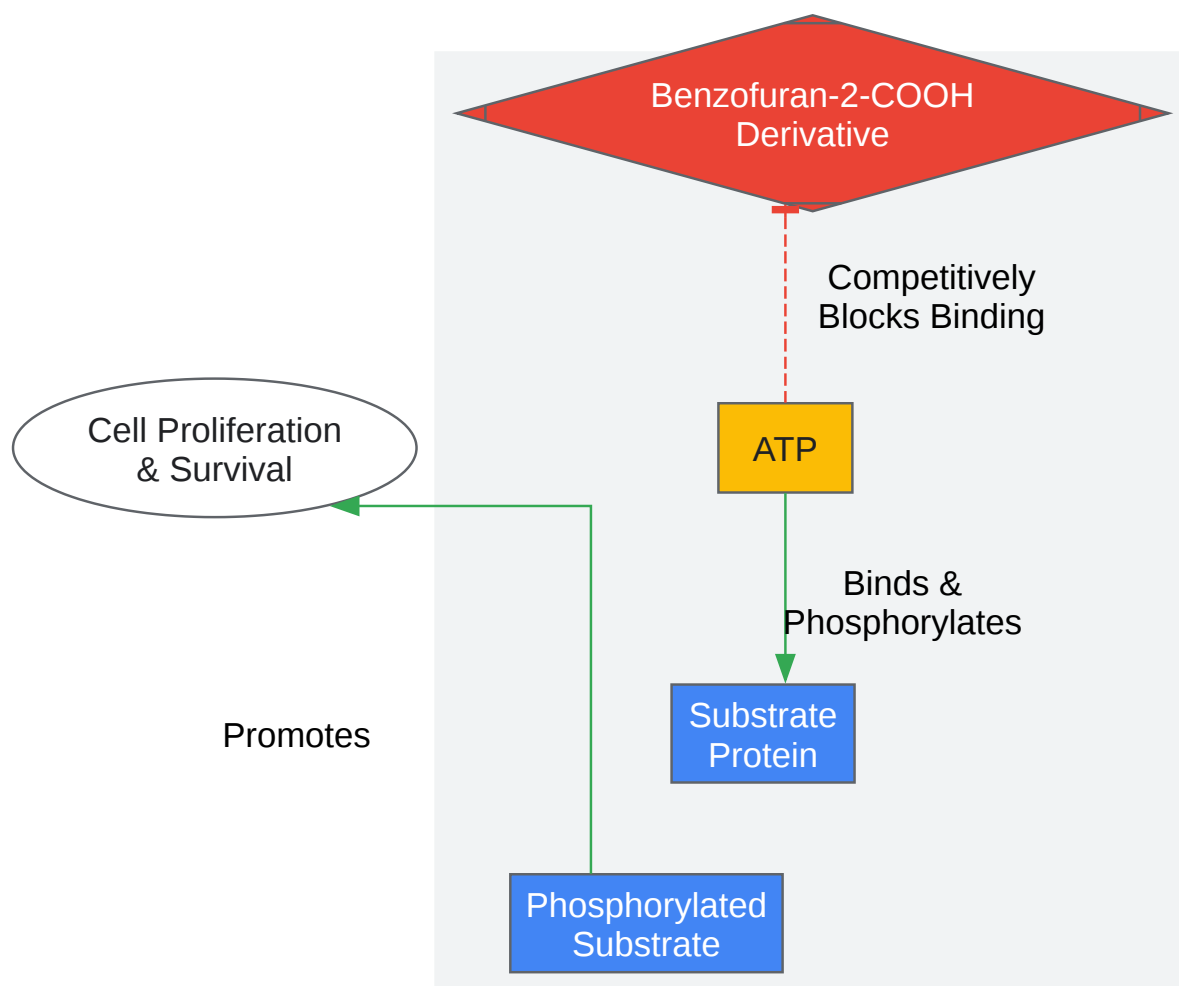 Benzofuran-2-COOH
Derivative
Competitively
Blocks Binding
Cell Proliferation
& Survival
ATP
Binds &
Phosphorylates
Substrate
Protein
Promotes
Phosphorylated
Substrate